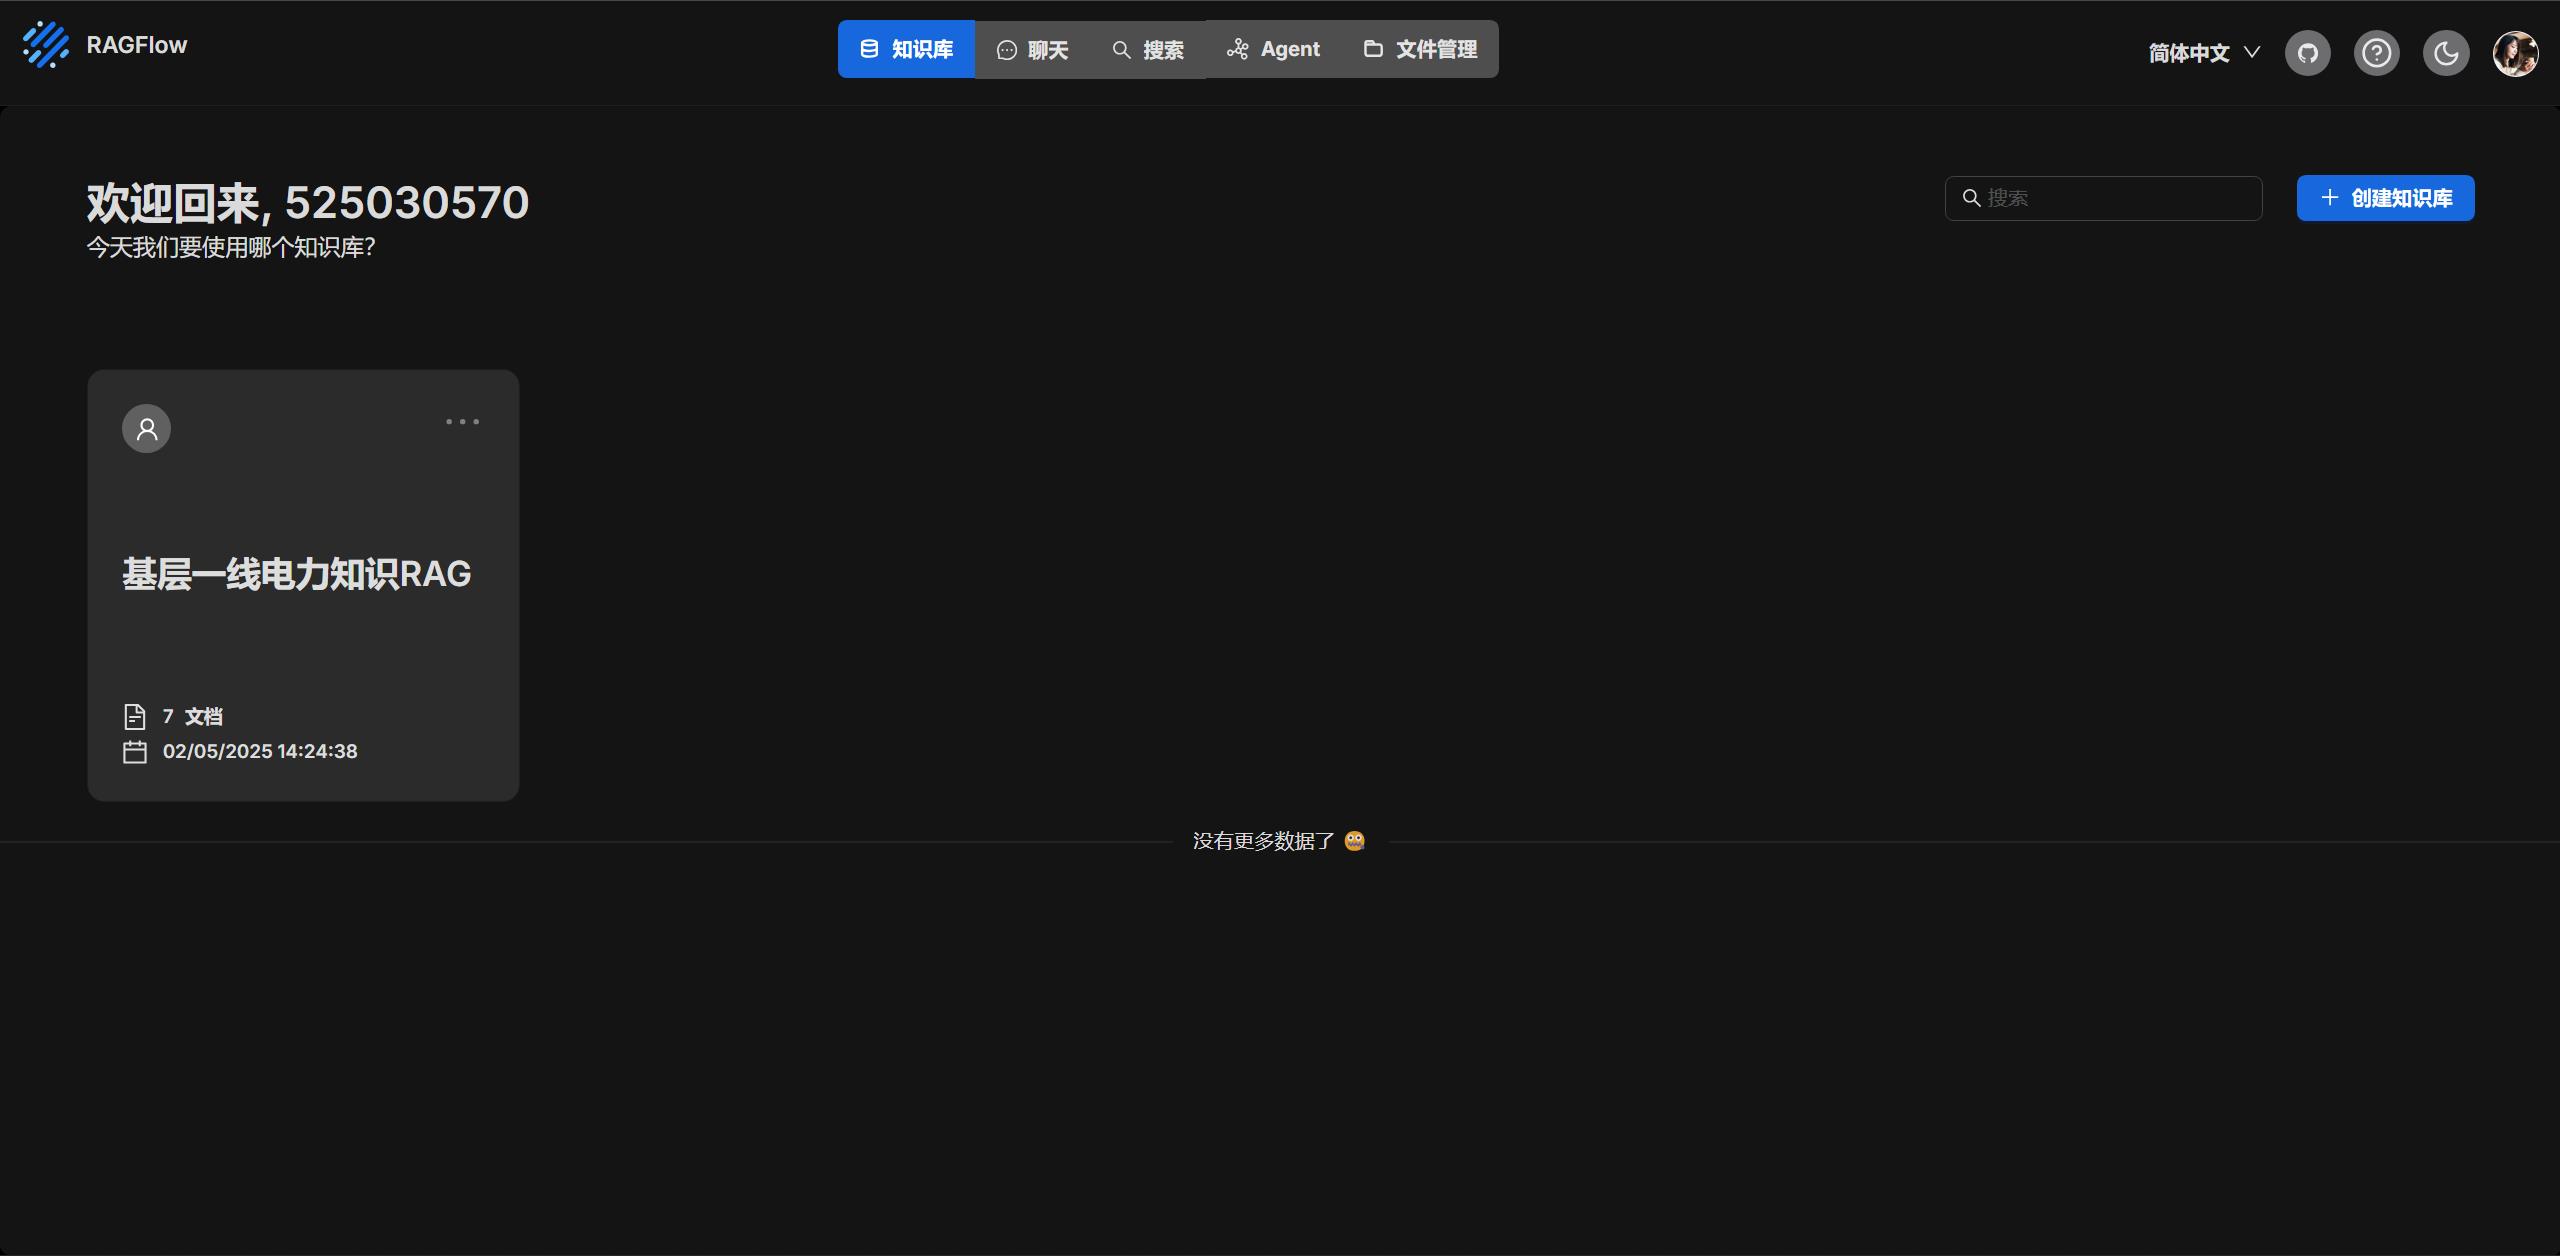 RAGFlow
知识库 聊天 搜索 Agent 文件管理
简体中文
欢迎回来, 525030570
今天我们要使用哪个知识库?
搜索
创建知识库
基层一线电力知识RAG
7 文档
02/05/2025 14:24:38
没有更多数据了 🤐